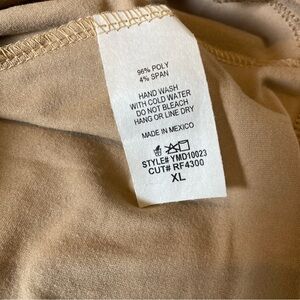 96% POLY
4% SPAN
HAND WASH
WITH COLD WATER
DO NOT BLEACH
HANG OR LINE DRY
MADE IN MEXICO
STYLE# YMD10023
CUT# RF4300
XL